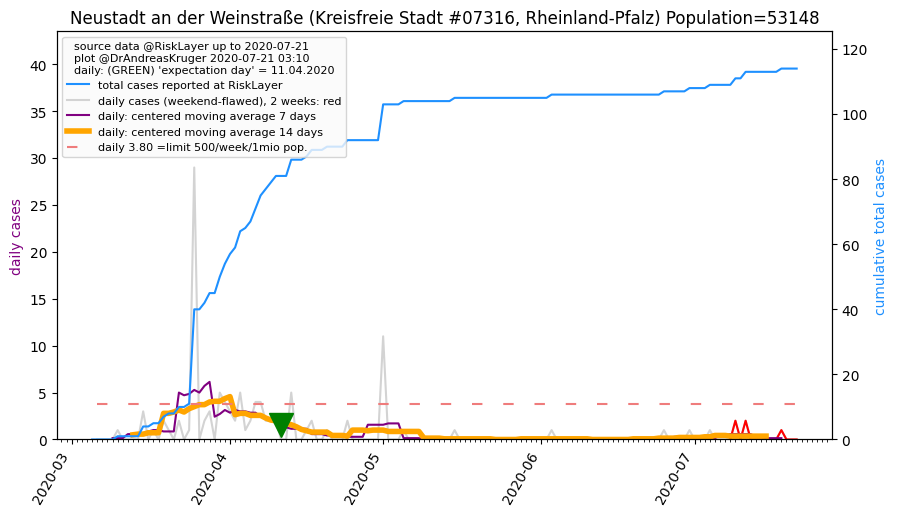 Neustadt an der Weinstraße (Kreisfreie Stadt #07316, Rheinland-Pfalz) Population=53148
source data @RiskLayer up to 2020-07-21
plot @DrAndreasKruger 2020-07-21 03:10
daily: (GREEN) 'expectation day' = 11.04.2020
total cases reported at RiskLayer
daily cases (weekend-flawed), 2 weeks: red
daily: centered moving average 7 days
daily: centered moving average 14 days
daily 3.80 =limit 500/week/1mio pop.
daily cases
40
35
30
25
20
15
10
5
0
120
100
80
60
40
20
0
cumulative total cases
2020-03
2020-04
2020-05
2020-06
2020-07